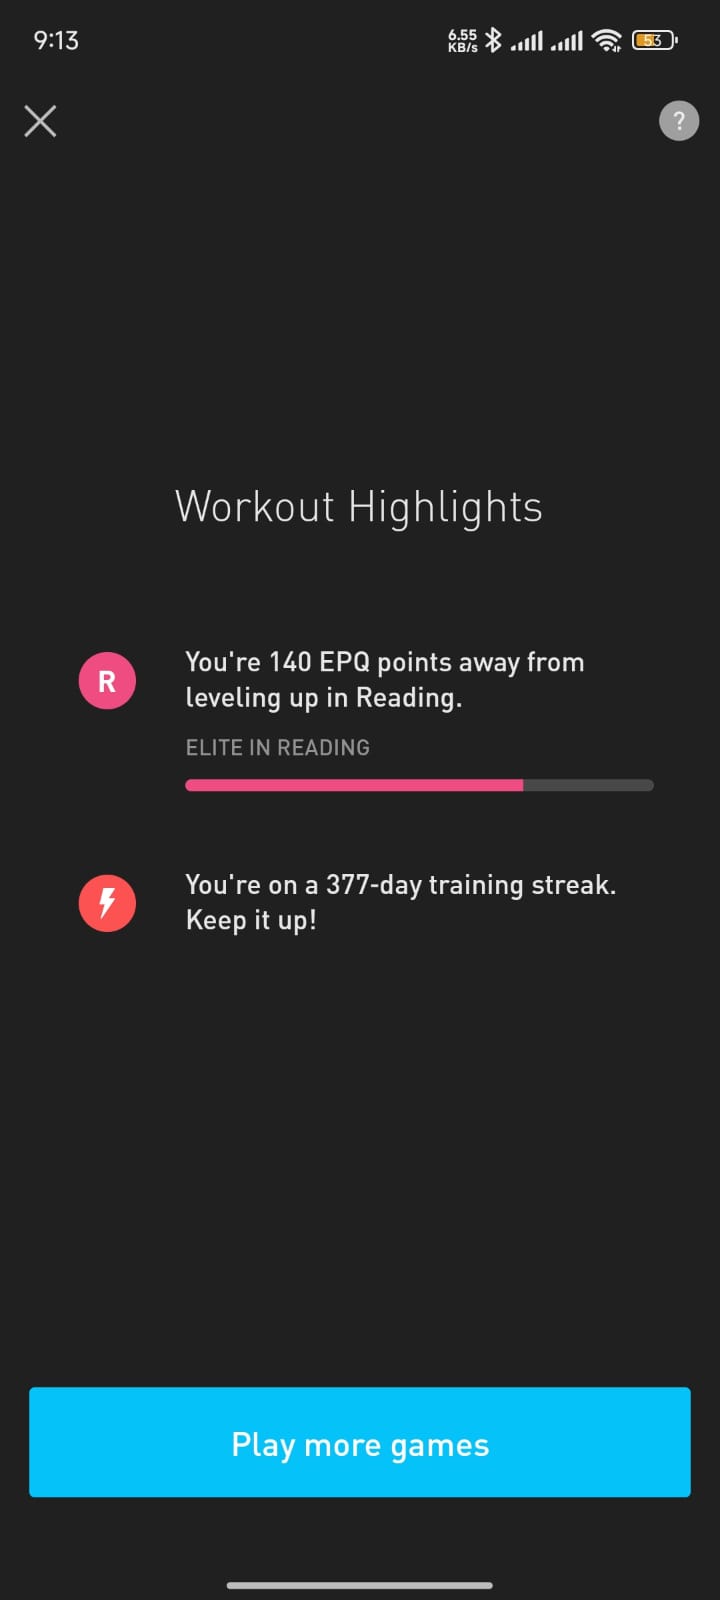 9:13
6.55
KB/s
53
?
Workout Highlights
R
You're 140 EPQ points away from
leveling up in Reading.
ELITE IN READING
You're on a 377-day training streak.
Keep it up!
Play more games